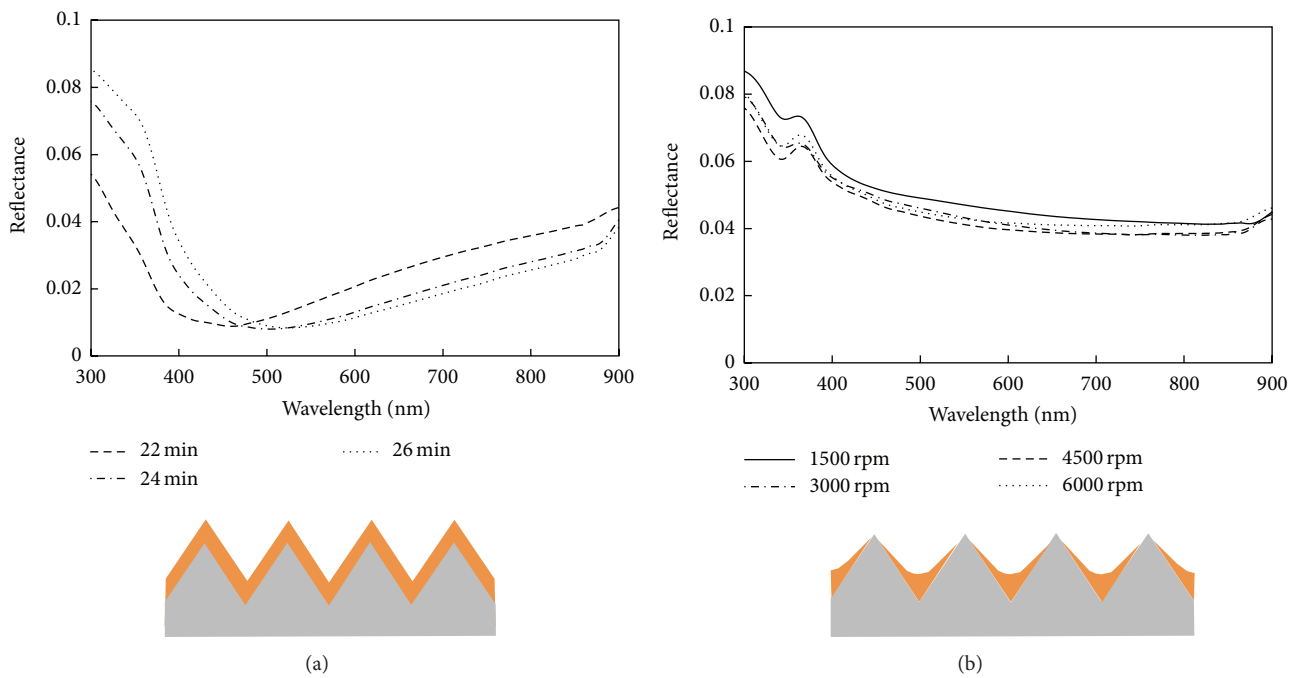 0.1
0.08
0.06
0.04
0.02
0
Reflectance
300 400 500 600 700 800 900
Wavelength (nm)
22 min 26 min
24 min
(a)
0.1
0.08
0.06
0.04
0.02
0
Reflectance
300 400 500 600 700 800 900
Wavelength (nm)
1500 rpm 4500 rpm
3000 rpm 6000 rpm
(b)